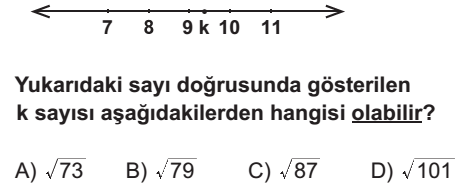 7 8 9 k 10 11
Yukarıdaki sayı doğrusunda gösterilen
k sayısı aşağıdakilerden hangisi olabilir?
A) √73 B) √79 C) √87 D) √101